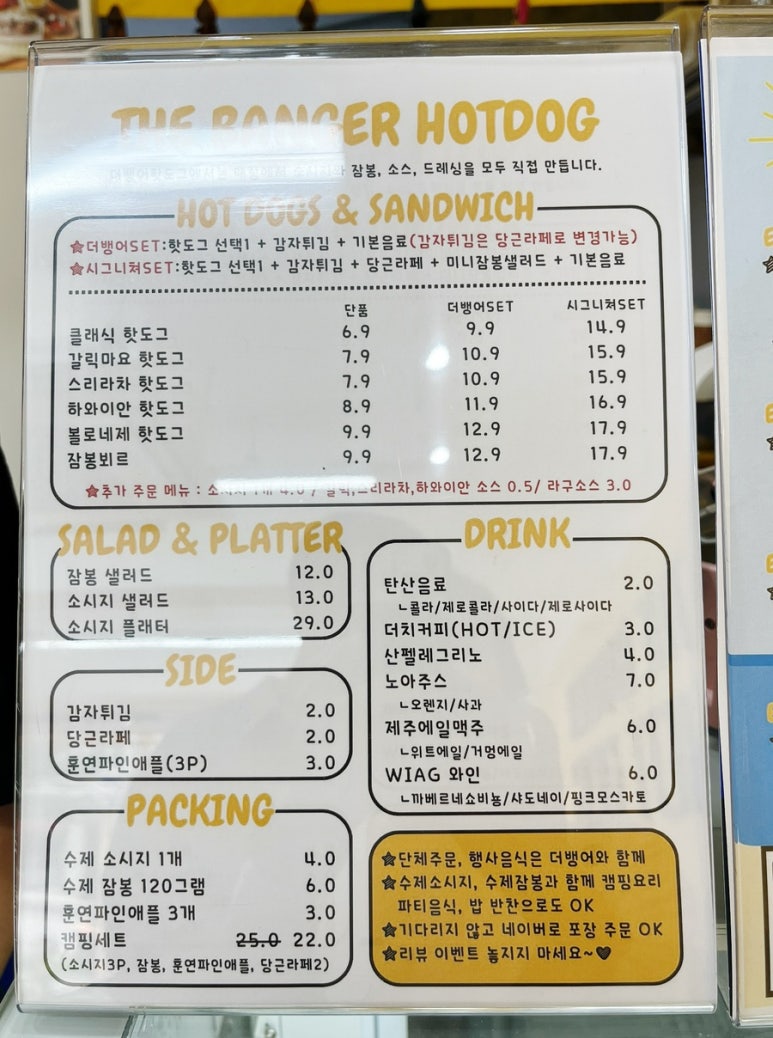 THE BANGER HOTDOG
잠봉, 소스, 드레싱을 모두 직접 만듭니다.
HOT DOGS & SANDWICH
★더뱅어SET:핫도그 선택1 + 감자튀김 + 기본음료(감자튀김은 당근라페로 변경가능)
★시그니쳐SET:핫도그 선택1 + 감자튀김 + 당근라페 + 미니잠봉샐러드 + 기본음료
단품 더뱅어SET 시그니쳐SET
클래식 핫도그 6.9 9.9 14.9
갈릭마요 핫도그 7.9 10.9 15.9
스리라차 핫도그 7.9 10.9 15.9
하와이안 핫도그 8.9 11.9 16.9
볼로네제 핫도그 9.9 12.9 17.9
잠봉뵈르 9.9 12.9 17.9
★추가 주문 메뉴 : 소시지 1개 4.0 / 스리라차,하와이안 소스 0.5/ 라구소스 3.0
SALAD & PLATTER
잠봉 샐러드 12.0
소시지 샐러드 13.0
소시지 플래터 29.0
SIDE
감자튀김 2.0
당근라페 2.0
훈연파인애플(3P) 3.0
PACKING
수제 소시지 1개 4.0
수제 잠봉 120그램 6.0
훈연파인애플 3개 3.0
캠핑세트 25.0 22.0
(소시지3P, 잠봉, 훈연파인애플, 당근라페2)
DRINK
탄산음료 2.0
ㄴ콜라/제로콜라/사이다/제로사이다
더치커피(HOT/ICE) 3.0
산펠레그리노 4.0
노아주스 7.0
ㄴ오렌지/사과
제주에일맥주 6.0
ㄴ위트에일/거멍에일
WIAG 와인 6.0
ㄴ까베르네쇼비뇽/샤도네이/핑크모스카토
★단체주문, 행사음식은 더뱅어와 함께
★수제소시지, 수제잠봉과 함께 캠핑요리
파티음식, 밥 반찬으로도 OK
★기다리지 않고 네이버로 포장 주문 OK
★리뷰 이벤트 놓지지 마세요~♥